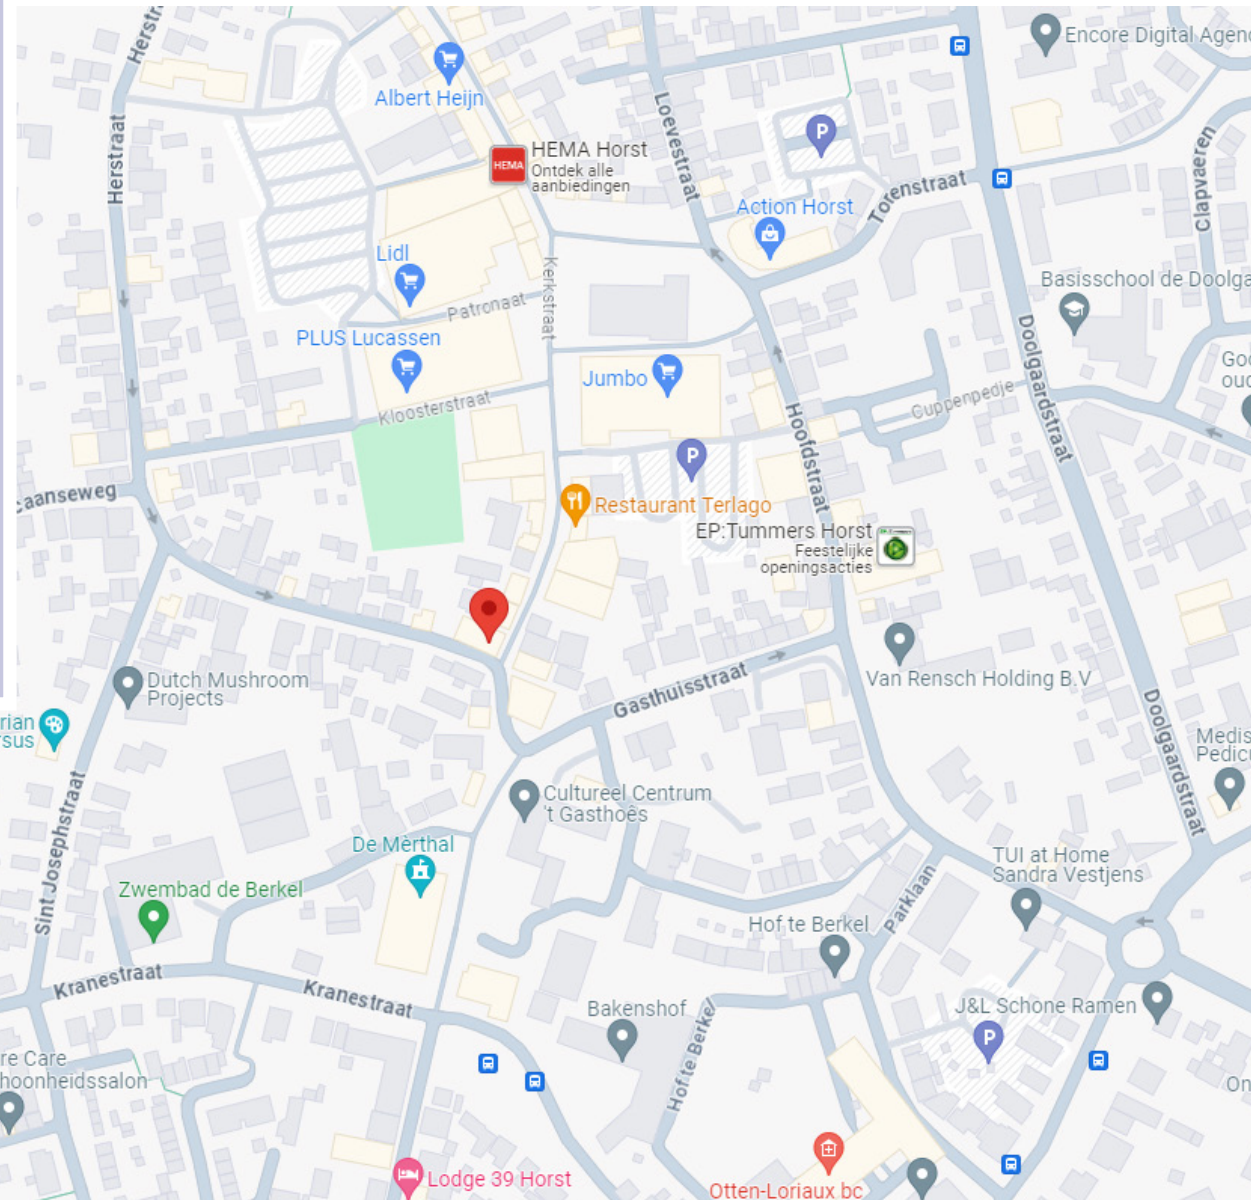 Herstr
Encore Digital Agenc
Albert Heijn
Loevestraat
HEMA
HEMA Horst
Ontdek alle
aanbiedingen
P
Clapvaeren
Herstraat
Torenstraat
Action Horst
Lidl
Kerkstraat
Patronaat
Basisschool de Doolga
PLUS Lucassen
Doolgaardstraat
Goo
oud
Jumbo
Kloosterstraat
Cuppenpedje
Hoofdstraat
P
caanseweg
Restaurant Terlago
EP:Tummers Horst
Feestelijke
openingsacties
Dutch Mushroom
Projects
Van Rensch Holding B.V
Gasthuisstraat
Doolgaardstraat
rian
rsus
Medis
Pedicu
Sint Josephstraat
Cultureel Centrum
't Gasthoês
De Mèrthal
TUI at Home
Sandra Vestjens
Zwembad de Berkel
Parklaan
Hof te Berkel
Kranestraat
Kranestraat
Bakenshof
J&L Schone Ramen
P
Hof te Berkel
re Care
hoonheidssalon
On
Lodge 39 Horst
Otten-Loriaux bc